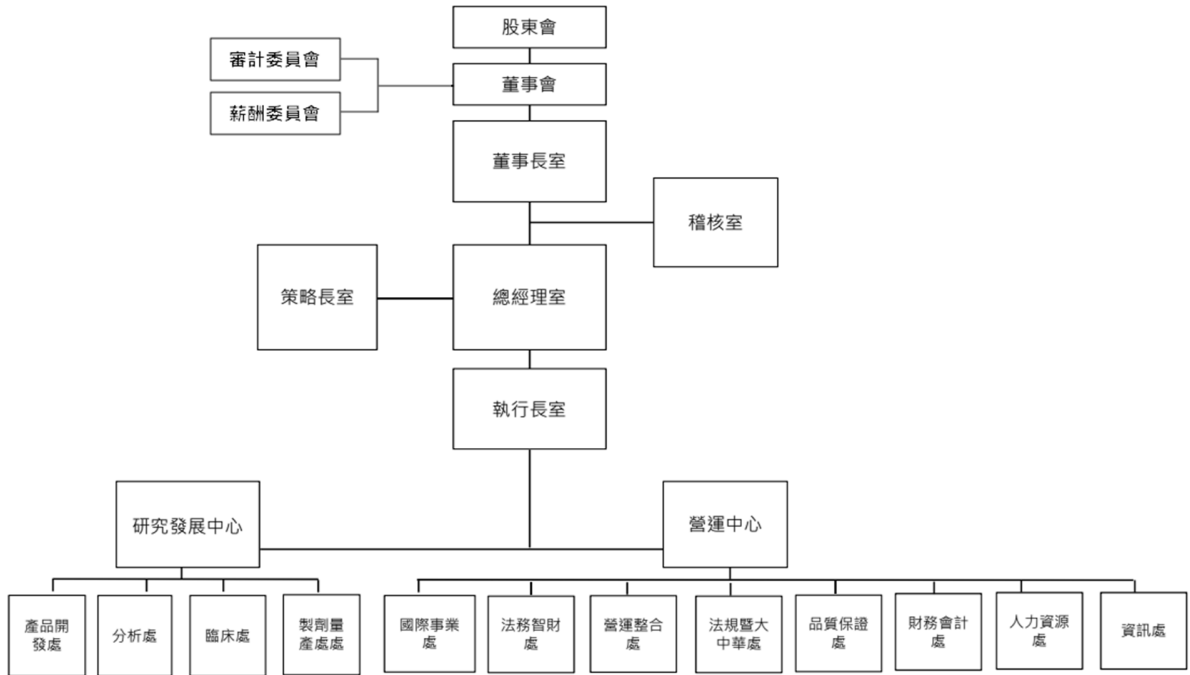 股東會
審計委員會
董事會
薪酬委員會
董事長室
稽核室
策略長室
總經理室
執行長室
研究發展中心
營運中心
產品開
發處
分析處
臨床處
製劑量
產處處
國際事業
處
法務智財
處
營運整合
處
法規暨大
中華處
品質保證
處
財務會計
處
人力資源
處
資訊處